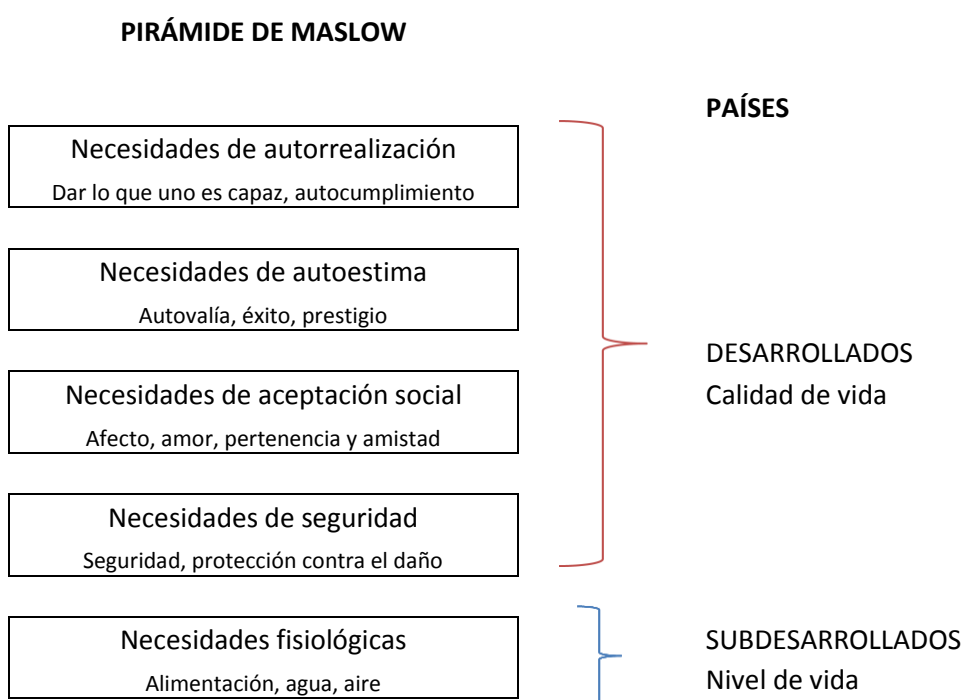 PIRÁMIDE DE MASLOW
PAÍSES
Necesidades de autorrealización
Dar lo que uno es capaz, autocumplimiento
Necesidades de autoestima
Autovalía, éxito, prestigio
DESARROLLADOS
Calidad de vida
Necesidades de aceptación social
Afecto, amor, pertenencia y amistad
Necesidades de seguridad
Seguridad, protección contra el daño
Necesidades fisiológicas
Alimentación, agua, aire
SUBDESARROLLADOS
Nivel de vida